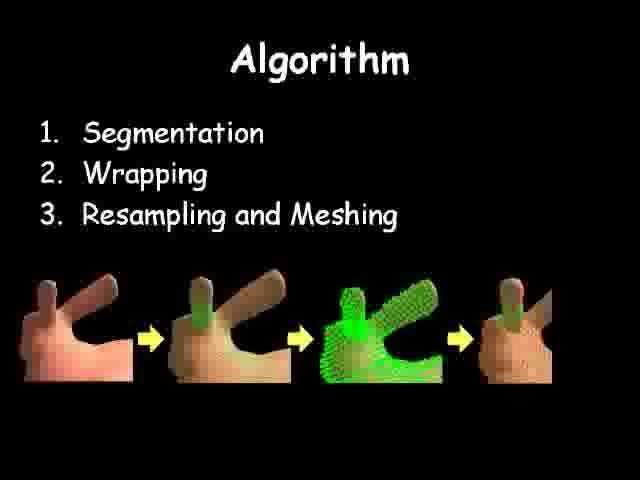 Algorithm
1. Segmentation
2. Wrapping
3. Resampling and Meshing